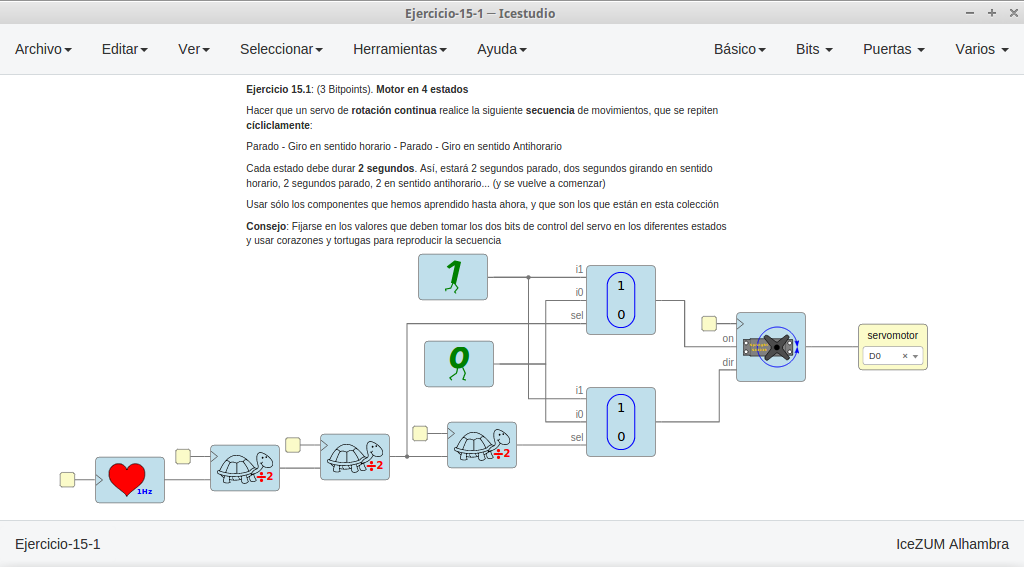 Ejercicio-15-1 — Icestudio
Archivo Editar Ver Seleccionar Herramientas Ayuda Básico Bits Puertas Varios
Ejercicio 15.1: (3 Bitpoints). Motor en 4 estados
Hacer que un servo de rotación continua realice la siguiente secuencia de movimientos, que se repiten
cícliclamente:
Parado - Giro en sentido horario - Parado - Giro en sentido Antihorario
Cada estado debe durar 2 segundos. Así, estará 2 segundos parado, dos segundos girando en sentido
horario, 2 segundos parado, 2 en sentido antihorario... (y se vuelve a comenzar)
Usar sólo los componentes que hemos aprendido hasta ahora, y que son los que están en esta colección
Consejo: Fijarse en los valores que deben tomar los dos bits de control del servo en los diferentes estados
y usar corazones y tortugas para reproducir la secuencia
1
i1
i0
sel
1
0
0
on
dir
servomotor
D0
i1
i0
sel
1
0
÷2
÷2
÷2
1Hz
Ejercicio-15-1 IceZUM Alhambra